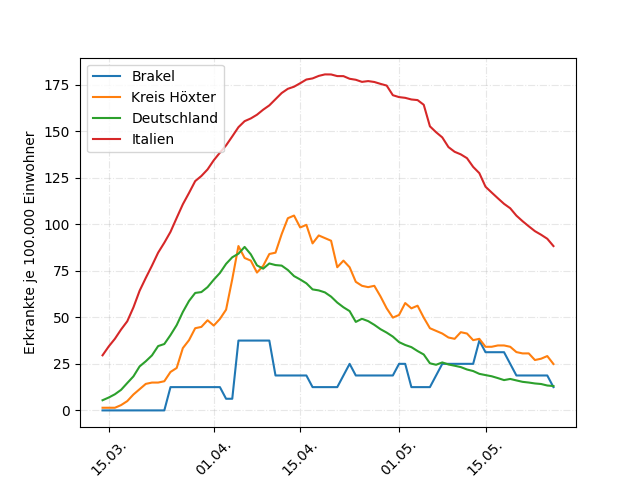 Brakel
Kreis Höxter
Deutschland
Italien
Erkrankte je 100.000 Einwohner
175
150
125
100
75
50
25
0
15.03.
01.04.
15.04.
01.05.
15.05.